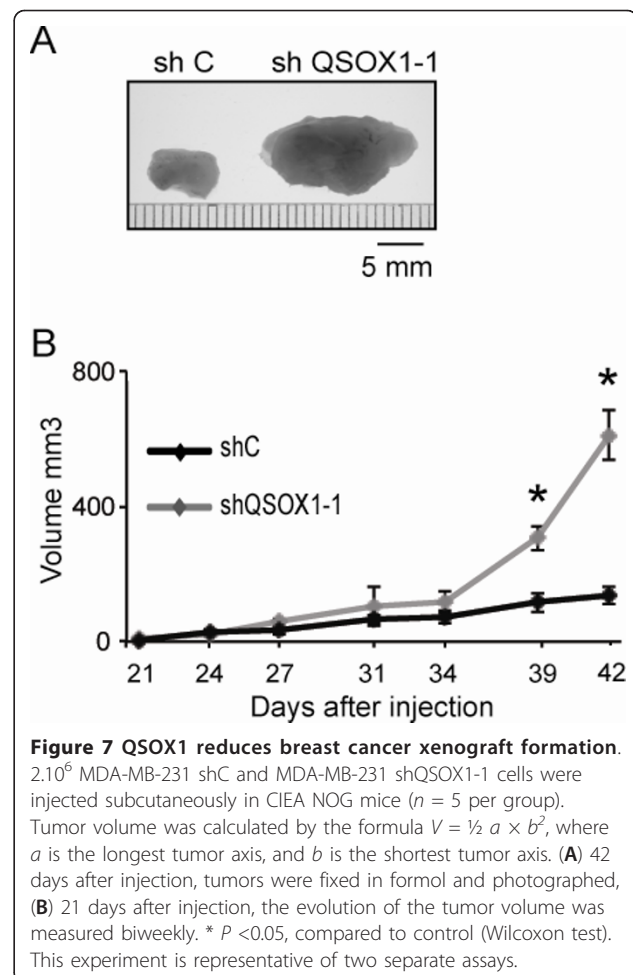 A
sh C sh QSOX1-1
5 mm
B
800
400
0
Volume mm3
shC
shQSOX1-1
*
*
21 24 27 31 34 39 42
Days after injection
Figure 7 QSOX1 reduces breast cancer xenograft formation.
2.10⁶ MDA-MB-231 shC and MDA-MB-231 shQSOX1-1 cells were
injected subcutaneously in CIEA NOG mice (n = 5 per group).
Tumor volume was calculated by the formula V = ½ a × b², where
a is the longest tumor axis, and b is the shortest tumor axis. (A) 42
days after injection, tumors were fixed in formol and photographed,
(B) 21 days after injection, the evolution of the tumor volume was
measured biweekly. * P <0.05, compared to control (Wilcoxon test).
This experiment is representative of two separate assays.